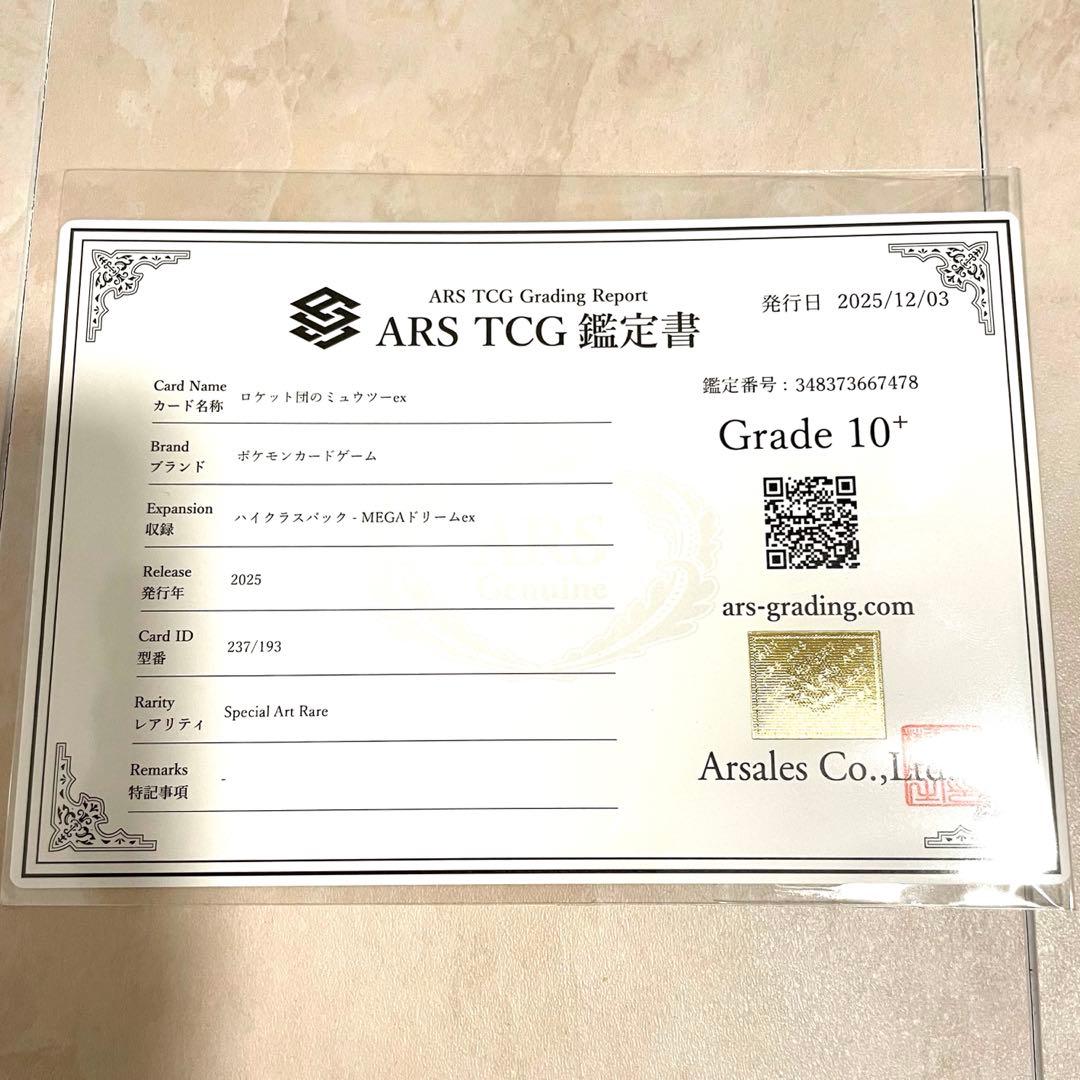 ARS TCG Grading Report
ARS TCG 鑑定書
発行日 2025/12/03
Card Name
カード名称
ロケット団のミュウツーex
Brand
ブランド
ポケモンカードゲーム
Expansion
収録
ハイクラスパック - MEGAドリームex
Release
発行年
2025
Card ID
型番
237/193
Rarity
レアリティ
Special Art Rare
Remarks
特記事項
-
鑑定番号：348373667478
Grade 10+
ars-grading.com
Arsales Co.,Ltd.
ARS
Genuine